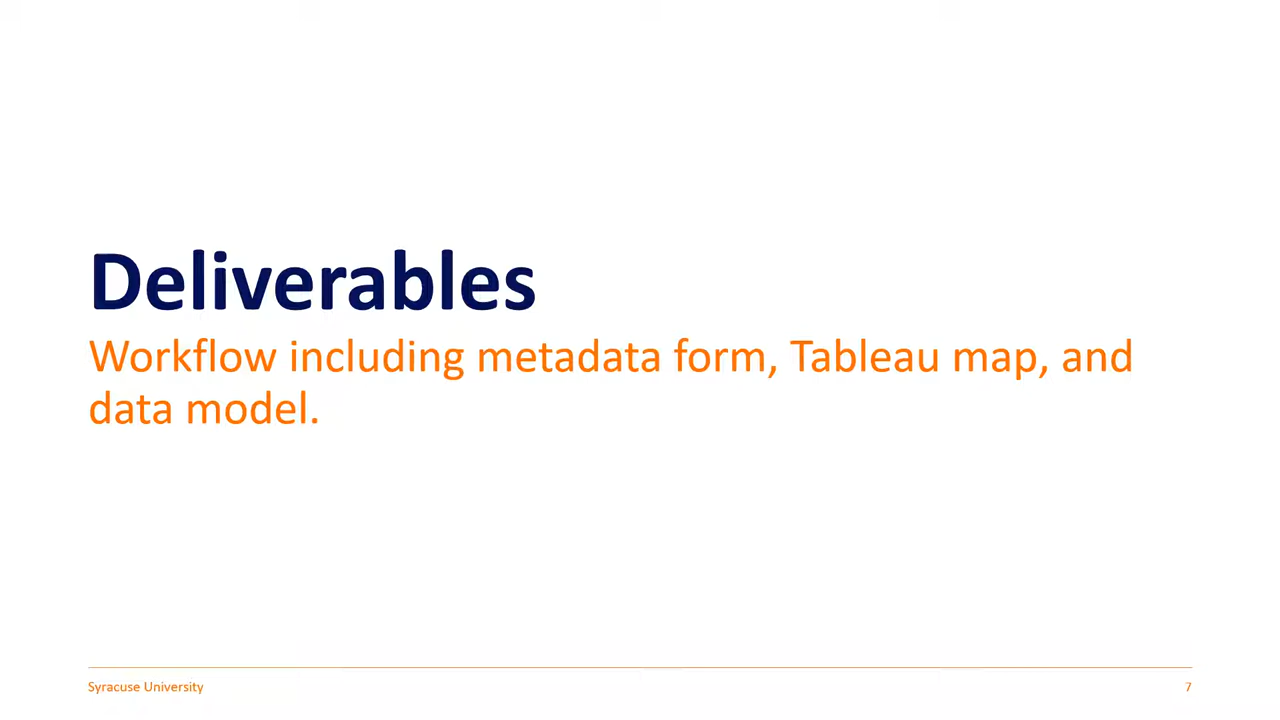 Deliverables
Workflow including metadata form, Tableau map, and
data model.
Syracuse University
7